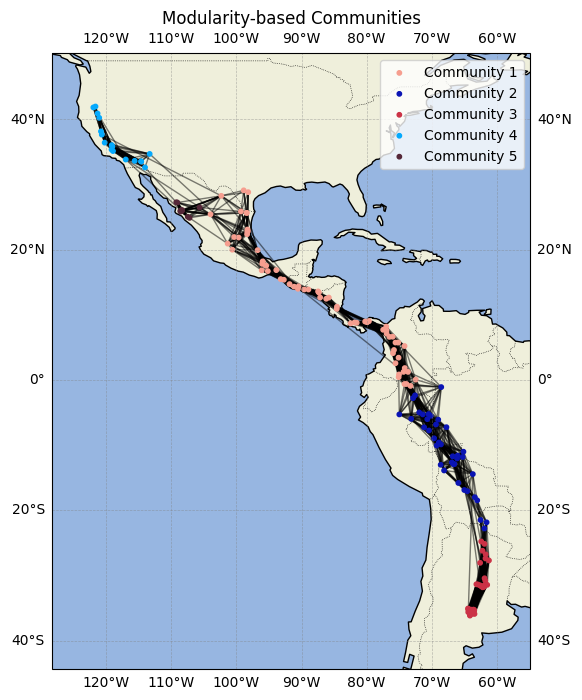 Modularity-based Communities
120°W 110°W 100°W 90°W 80°W 70°W 60°W
Community 1
Community 2
Community 3
Community 4
Community 5
40°N 40°N
20°N 20°N
0° 0°
20°S 20°S
40°S 40°S
120°W 110°W 100°W 90°W 80°W 70°W 60°W